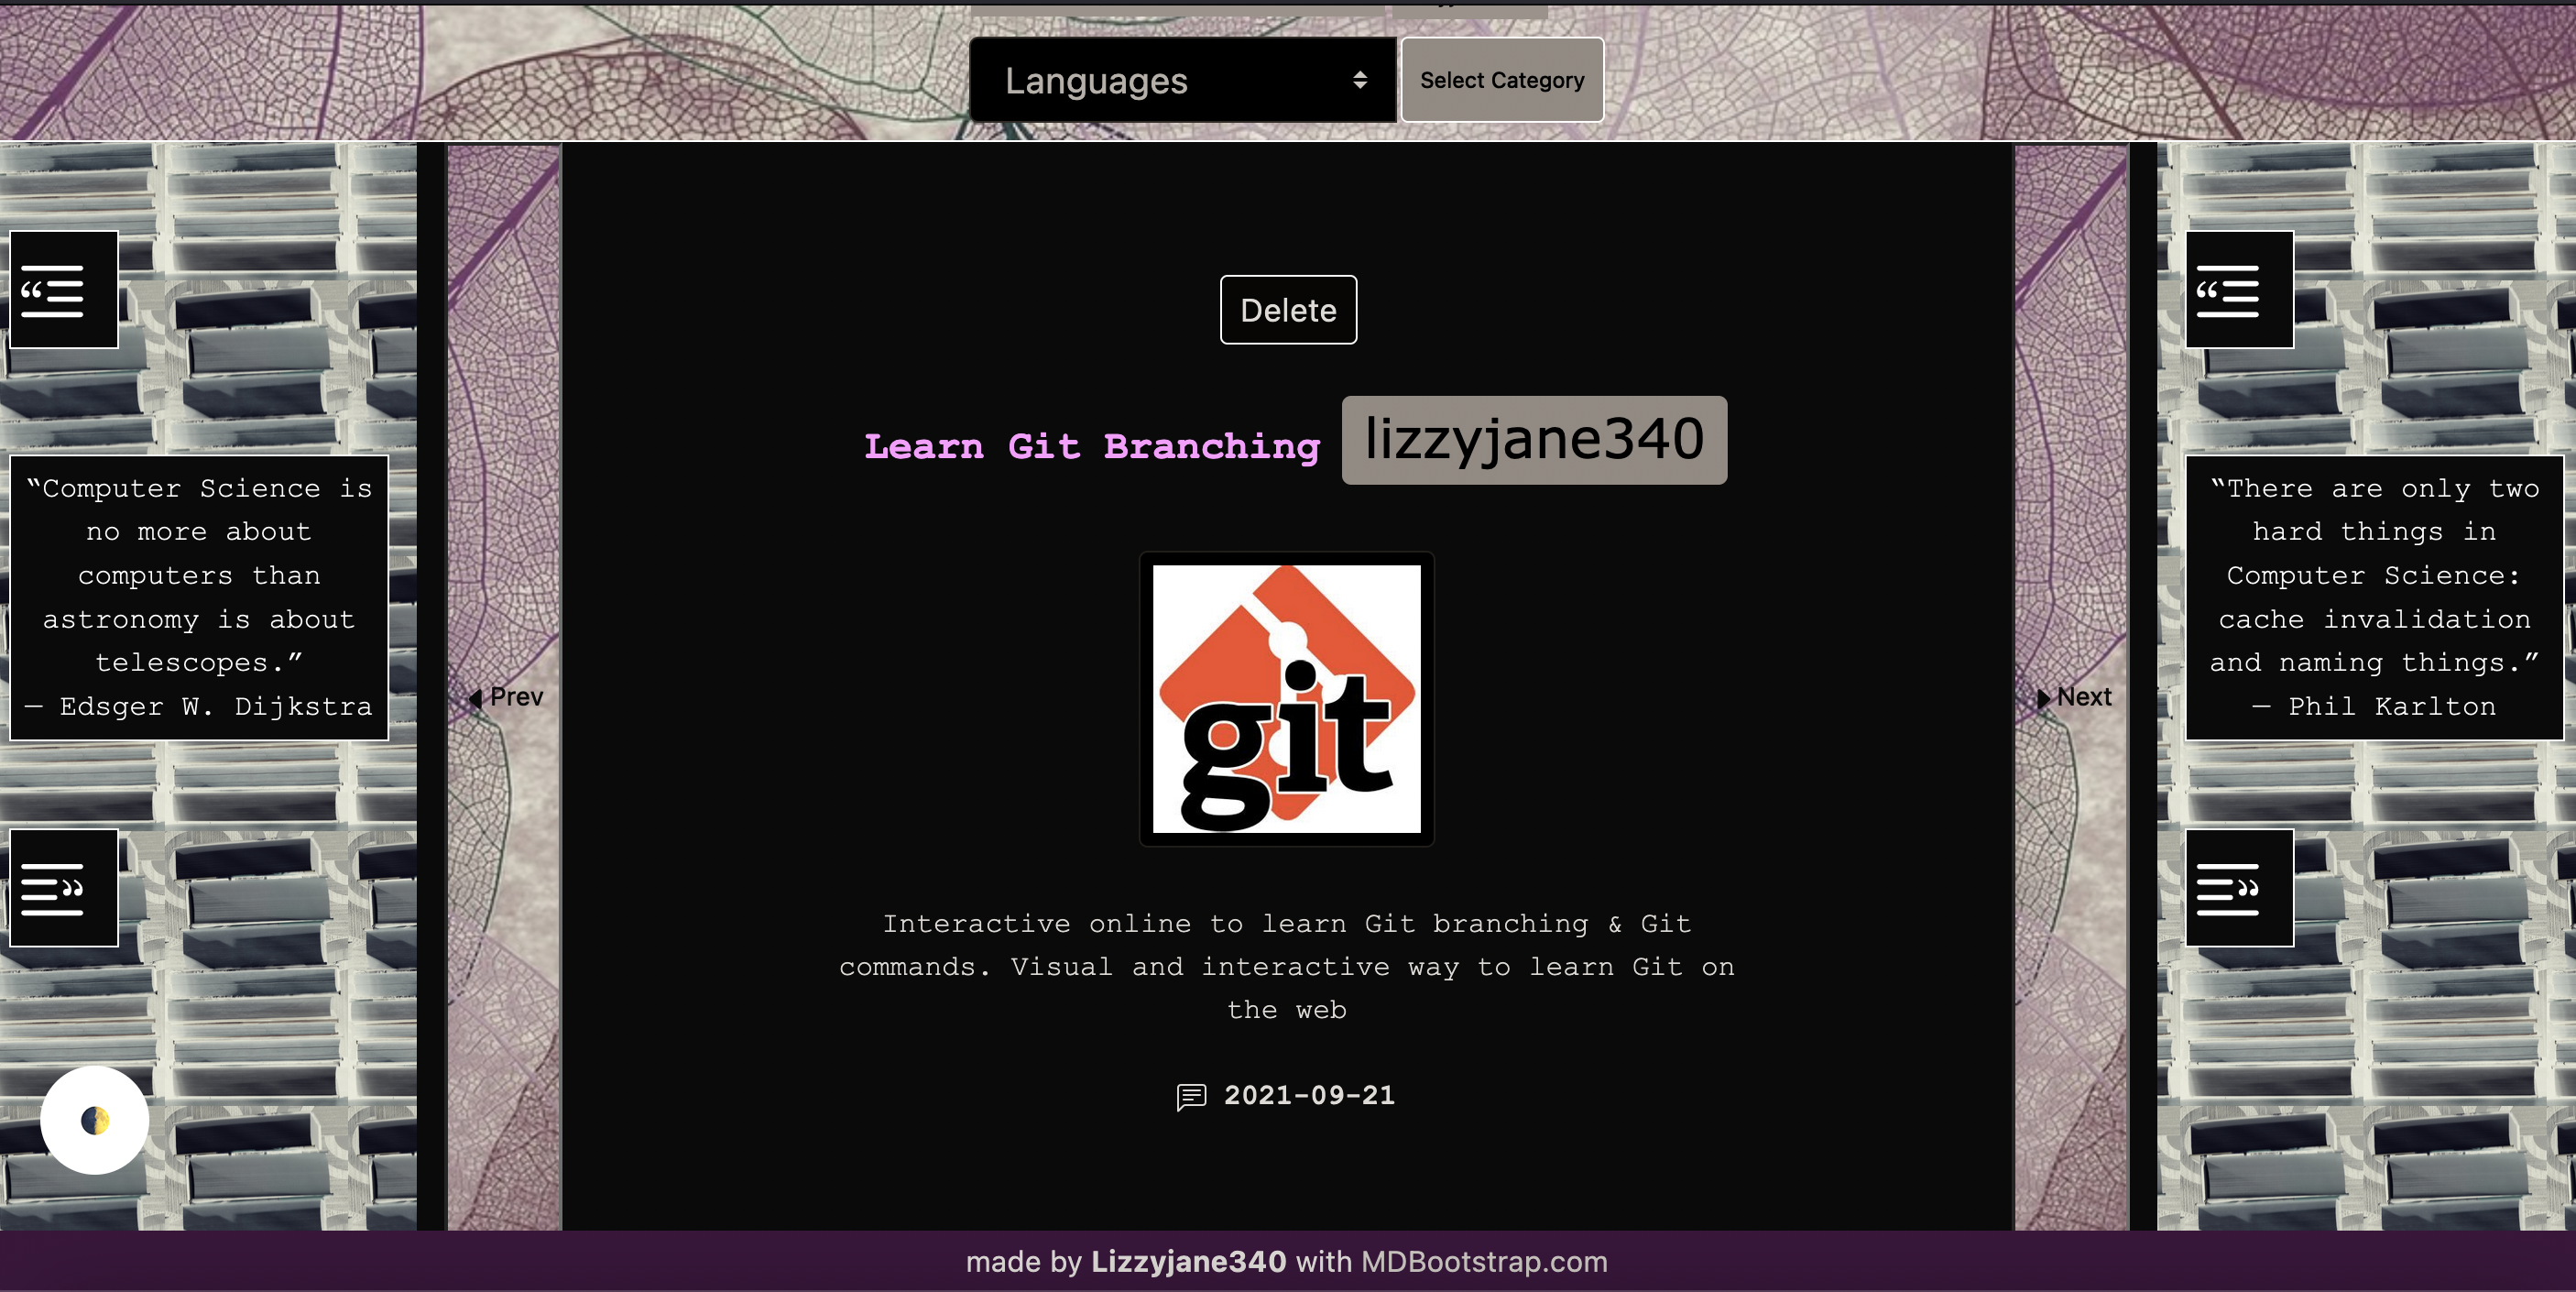 Languages
Select Category
Delete
Learn Git Branching lizzyjane340
“Computer Science is
no more about
computers than
astronomy is about
telescopes.”
— Edsger W. Dijkstra
Prev
git
Next
“There are only two
hard things in
Computer Science:
cache invalidation
and naming things.”
— Phil Karlton
Interactive online to learn Git branching & Git
commands. Visual and interactive way to learn Git on
the web
2021-09-21
made by Lizzyjane340 with MDBootstrap.com